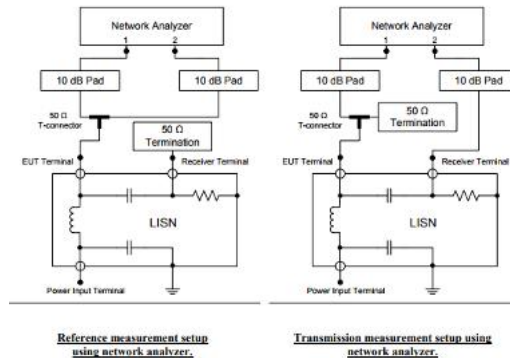 Network Analyzer
1
2
10 dB Pad
10 dB Pad
50 Ω
T-connector
50 Ω
Termination
EUT Terminal
Receiver Terminal
LISN
Power Input Terminal
Reference measurement setup
using network analyzer.
Network Analyzer
1
2
10 dB Pad
10 dB Pad
50 Ω
T-connector
50 Ω
Termination
EUT Terminal
Receiver Terminal
LISN
Power Input Terminal
Transmission measurement setup using
network analyzer.